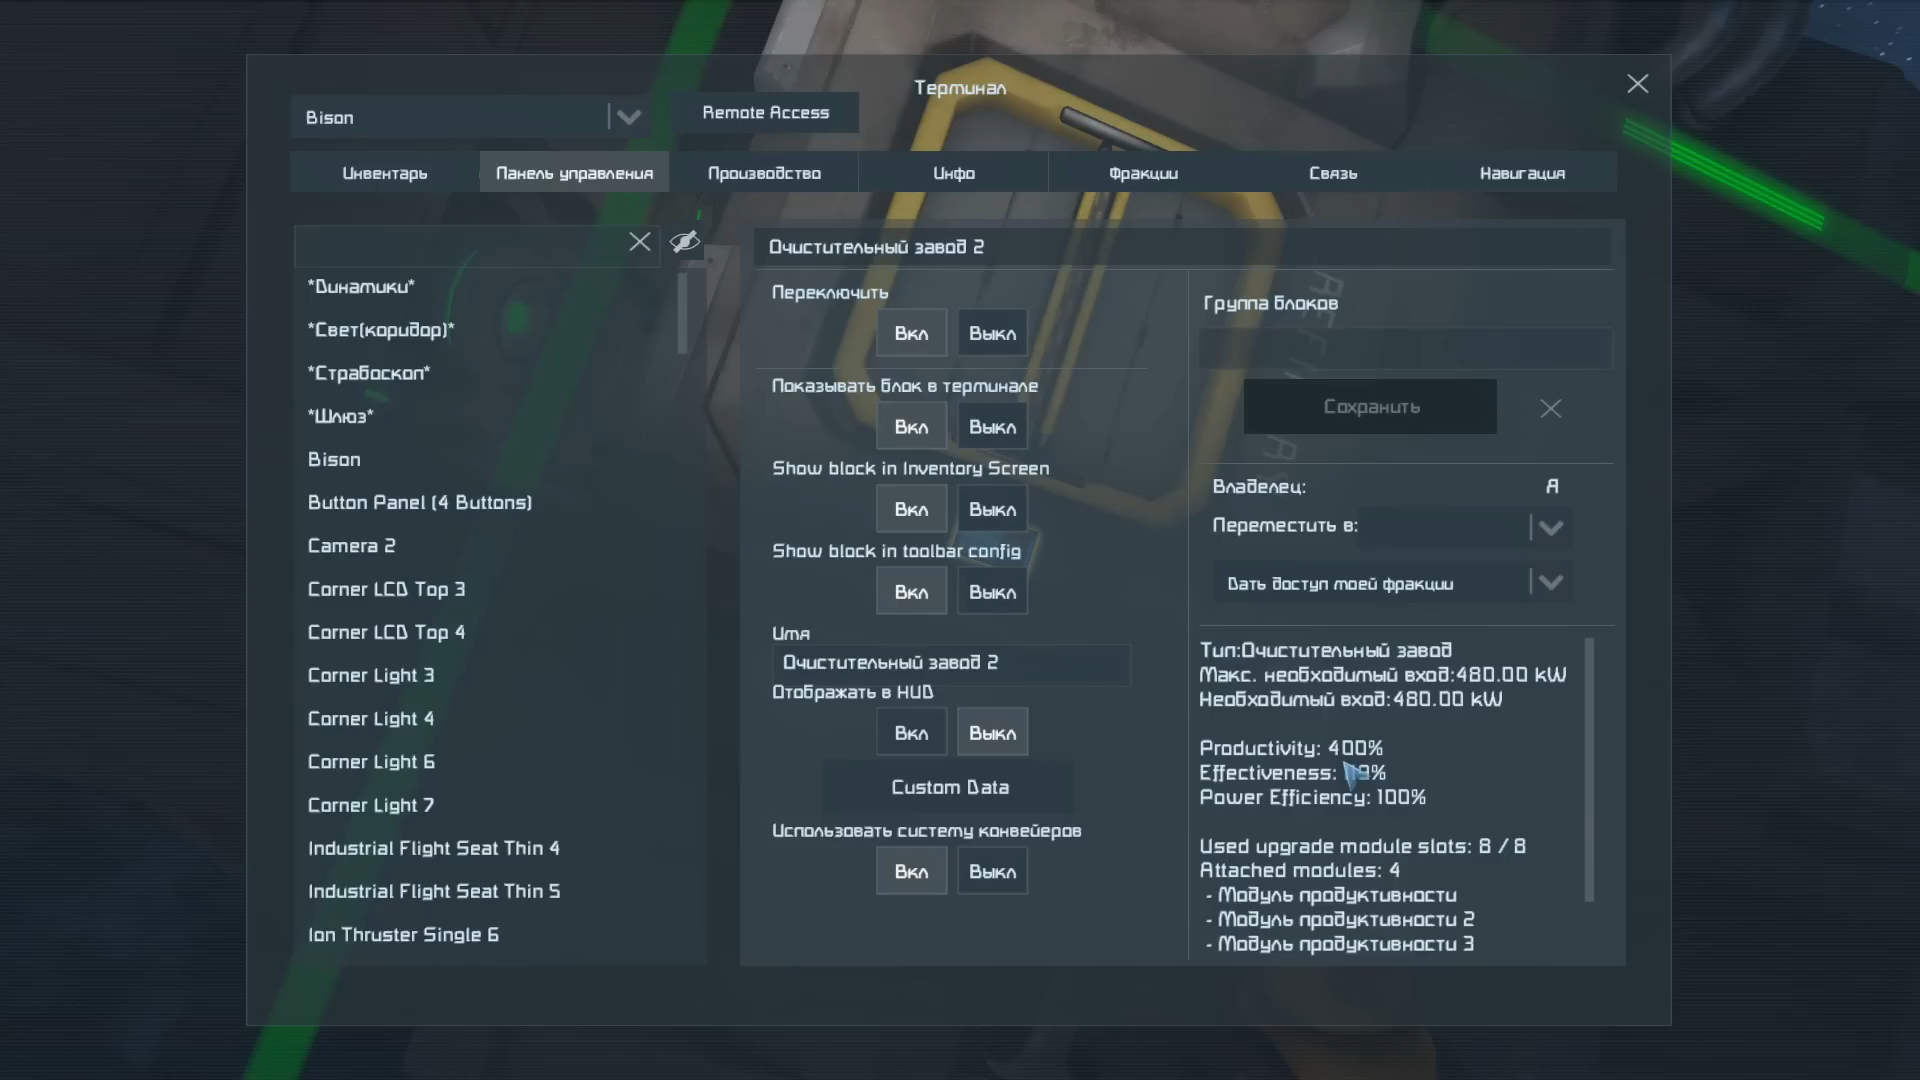 Терминал
Bison
Remote Access
Инвентарь
Панель управления
Производство
Инфо
Фракции
Связь
Навигация
*Динамики*
*Свет(коридор)*
*Страбоскоп*
*Шлюз*
Bison
Button Panel (4 Buttons)
Camera 2
Corner LCD Top 3
Corner LCD Top 4
Corner Light 3
Corner Light 4
Corner Light 6
Corner Light 7
Industrial Flight Seat Thin 4
Industrial Flight Seat Thin 5
Ion Thruster Single 6
Очистительный завод 2
Переключить
Вкл Выкл
Показывать блок в терминале
Вкл Выкл
Show block in Inventory Screen
Вкл Выкл
Show block in toolbar config
Вкл Выкл
Имя
Очистительный завод 2
Отображать в HUD
Вкл Выкл
Custom Data
Использовать систему конвейеров
Вкл Выкл
Группа блоков
Сохранить
Владелец: Я
Переместить в:
Дать доступ моей фракции
Тип:Очистительный завод
Макс. необходимый вход:480.00 kW
Необходимый вход:480.00 kW
Productivity: 400%
Effectiveness:
Power Efficiency: 100%
Used upgrade module slots: 8 / 8
Attached modules: 4
- Модуль продуктивности
- Модуль продуктивности 2
- Модуль продуктивности 3